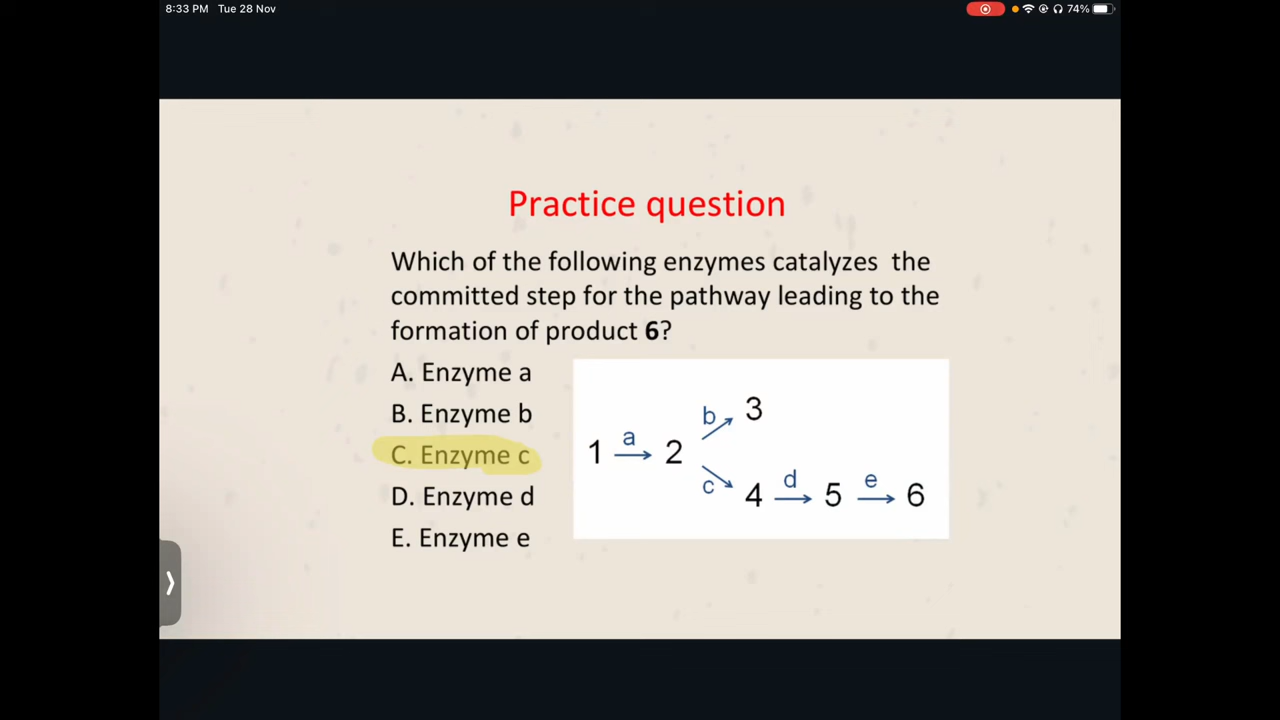 8:33 PM Tue 28 Nov
74%
Practice question
Which of the following enzymes catalyzes the
committed step for the pathway leading to the
formation of product 6?
A. Enzyme a
B. Enzyme b
C. Enzyme c
D. Enzyme d
E. Enzyme e
b 3
1 a 2
c 4 d 5 e 6